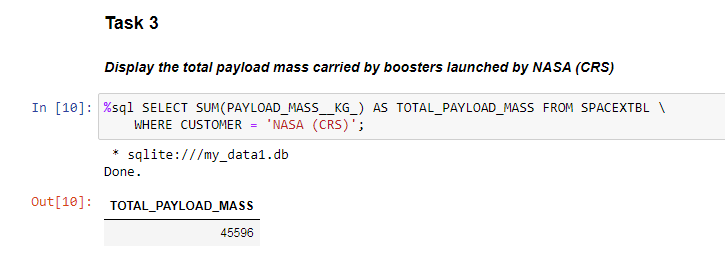 Task 3
Display the total payload mass carried by boosters launched by NASA (CRS)
In [10]: %sql SELECT SUM(PAYLOAD_MASS__KG_) AS TOTAL_PAYLOAD_MASS FROM SPACEXTBL \
WHERE CUSTOMER = 'NASA (CRS)';
* sqlite:///my_data1.db
Done.
Out[10]: TOTAL_PAYLOAD_MASS
45596